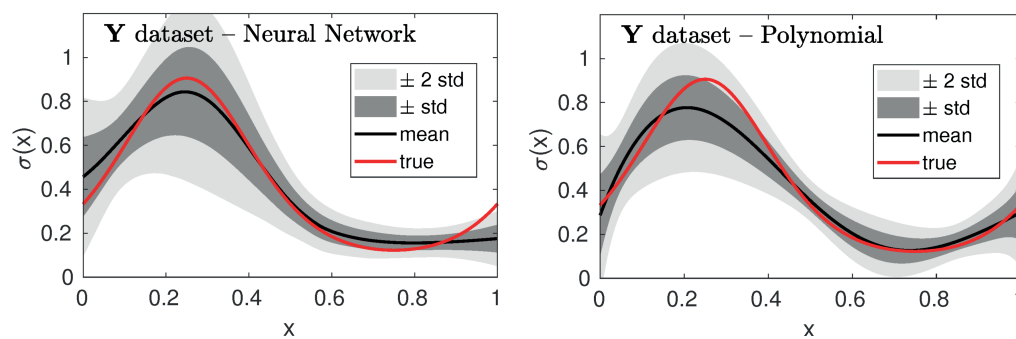 Y dataset – Neural Network
± 2 std
± std
mean
true
σ(x)
1
0.8
0.6
0.4
0.2
0
0 0.2 0.4 0.6 0.8 1
x
Y dataset – Polynomial
± 2 std
± std
mean
true
σ(x)
1
0.8
0.6
0.4
0.2
0
0 0.2 0.4 0.6 0.8 1
x